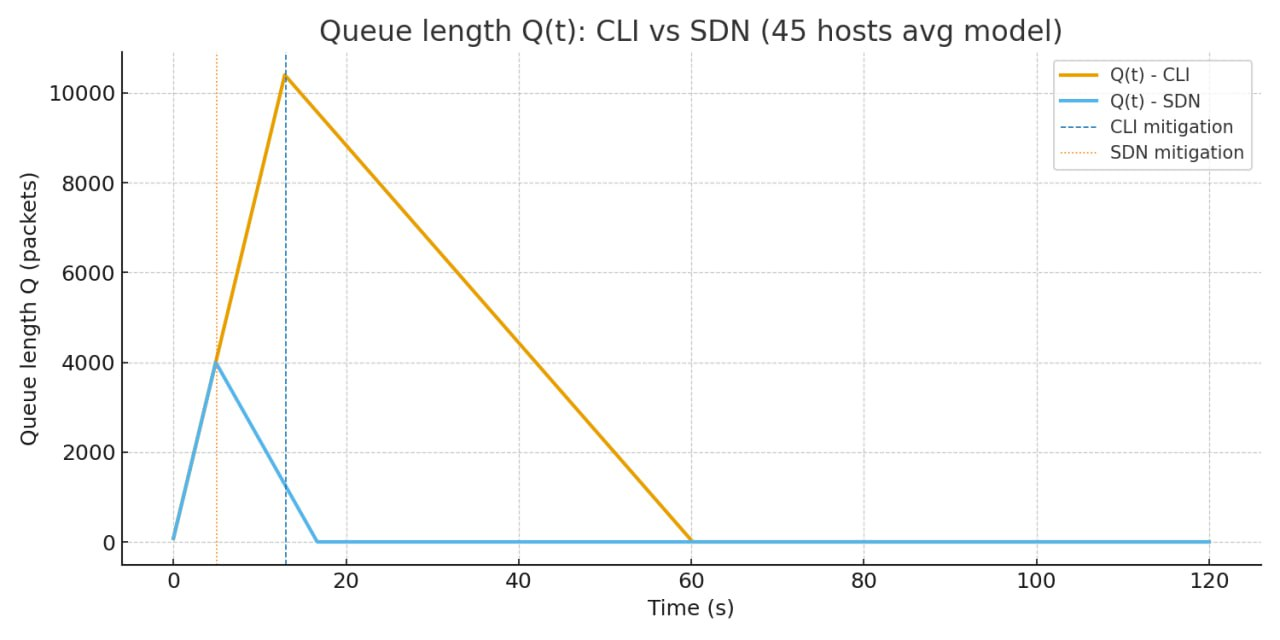 Queue length Q(t): CLI vs SDN (45 hosts avg model)
Q(t) - CLI
Q(t) - SDN
CLI mitigation
SDN mitigation
Queue length Q (packets)
10000
8000
6000
4000
2000
0
0 20 40 60 80 100 120
Time (s)